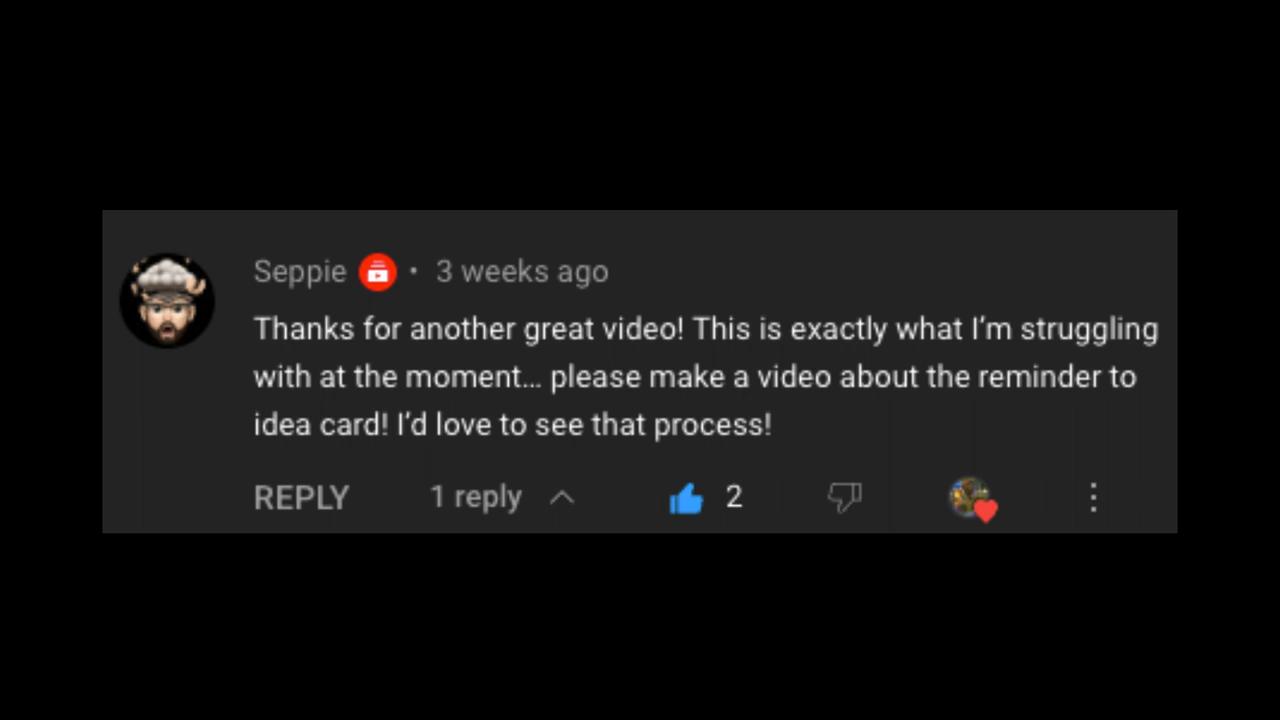 Seppie • 3 weeks ago
Thanks for another great video! This is exactly what I’m struggling
with at the moment… please make a video about the reminder to
idea card! I’d love to see that process!
REPLY 1 reply 2